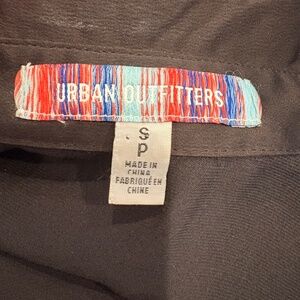 URBAN OUTFITTERS
S
P
MADE IN
CHINA
FABRIQUÉ EN
CHINE